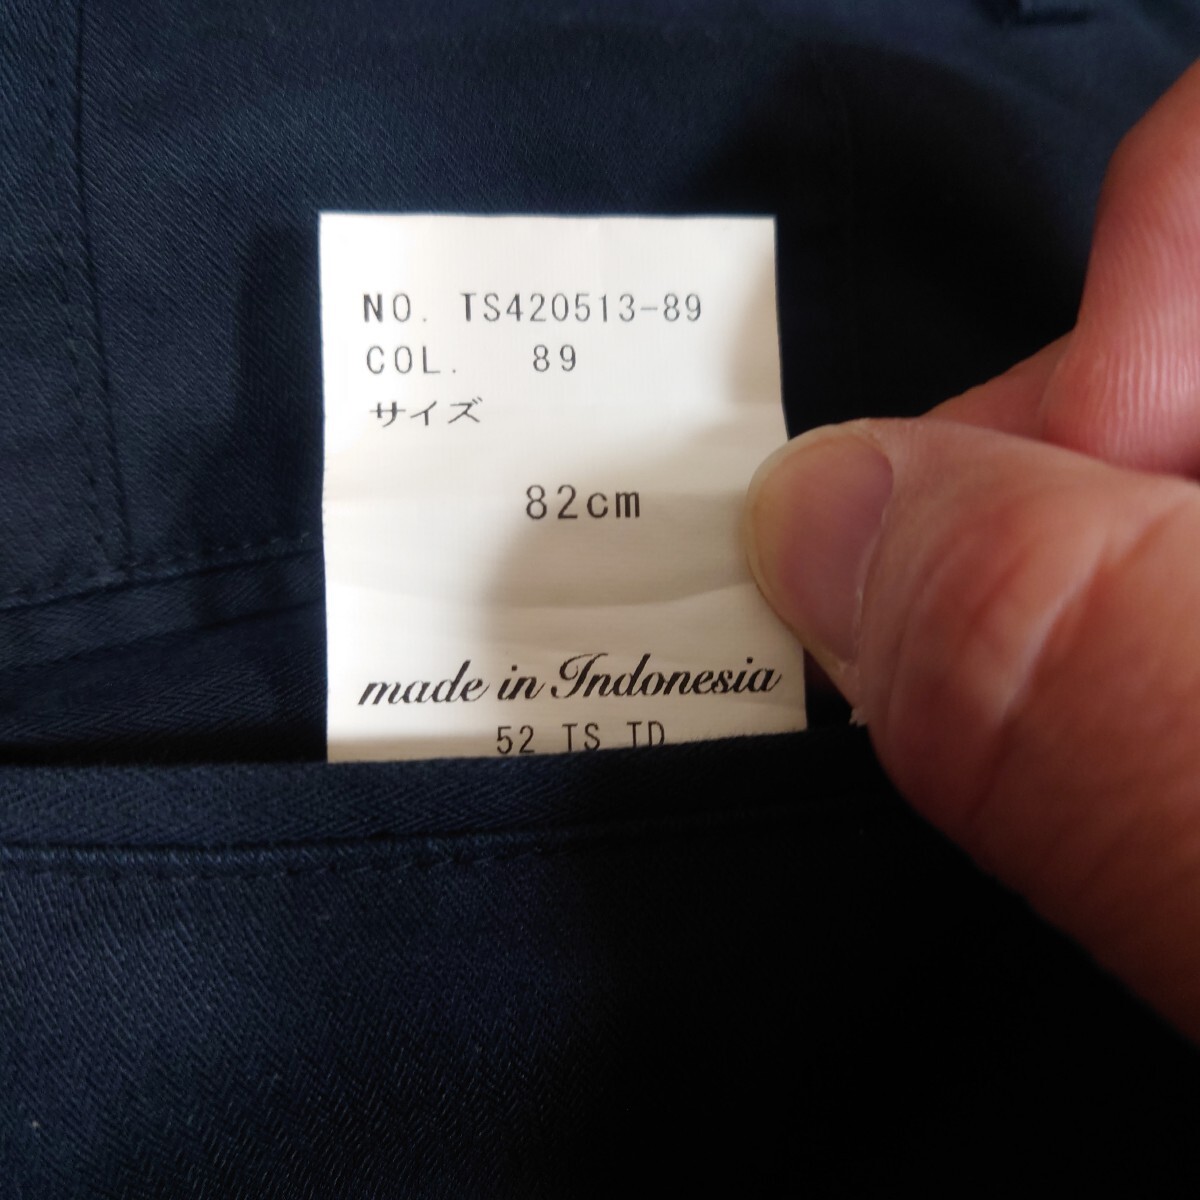 NO. TS420513-89
COL. 89
サイズ
82cm
made in Indonesia
52 TS TD